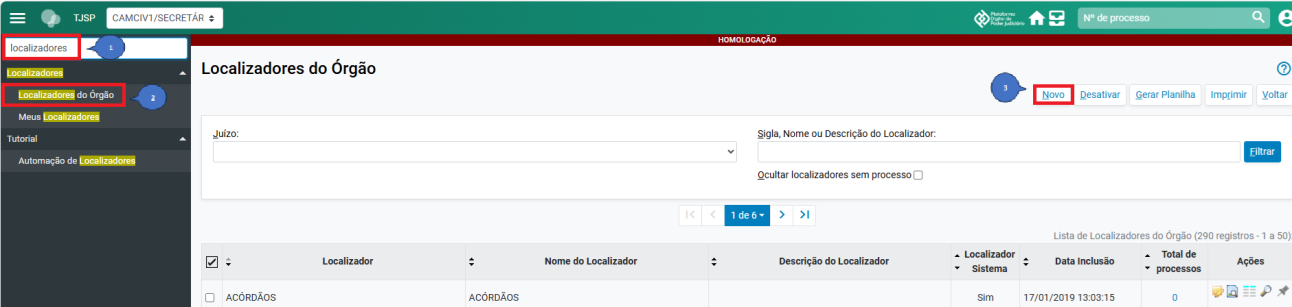 TJSP
CAMCIV1/SECRETÁR
Plataforma
Digital do
Poder Judiciário
Nº de processo
localizadores
1
HOMOLOGAÇÃO
Localizadores
Localizadores do Órgão
2
Meus Localizadores
Tutorial
Automação de Localizadores
Localizadores do Órgão
3
Novo
Desativar
Gerar Planilha
Imprimir
Voltar
Juízo:
Sigla, Nome ou Descrição do Localizador:
Filtrar
Ocultar localizadores sem processo
1 de 6
Lista de Localizadores do Órgão (290 registros - 1 a 50)
Localizador
Nome do Localizador
Descrição do Localizador
Localizador
Sistema
Data Inclusão
Total de
processos
Ações
ACÓRDÃOS
ACÓRDÃOS
Sim
17/01/2019 13:03:15
0